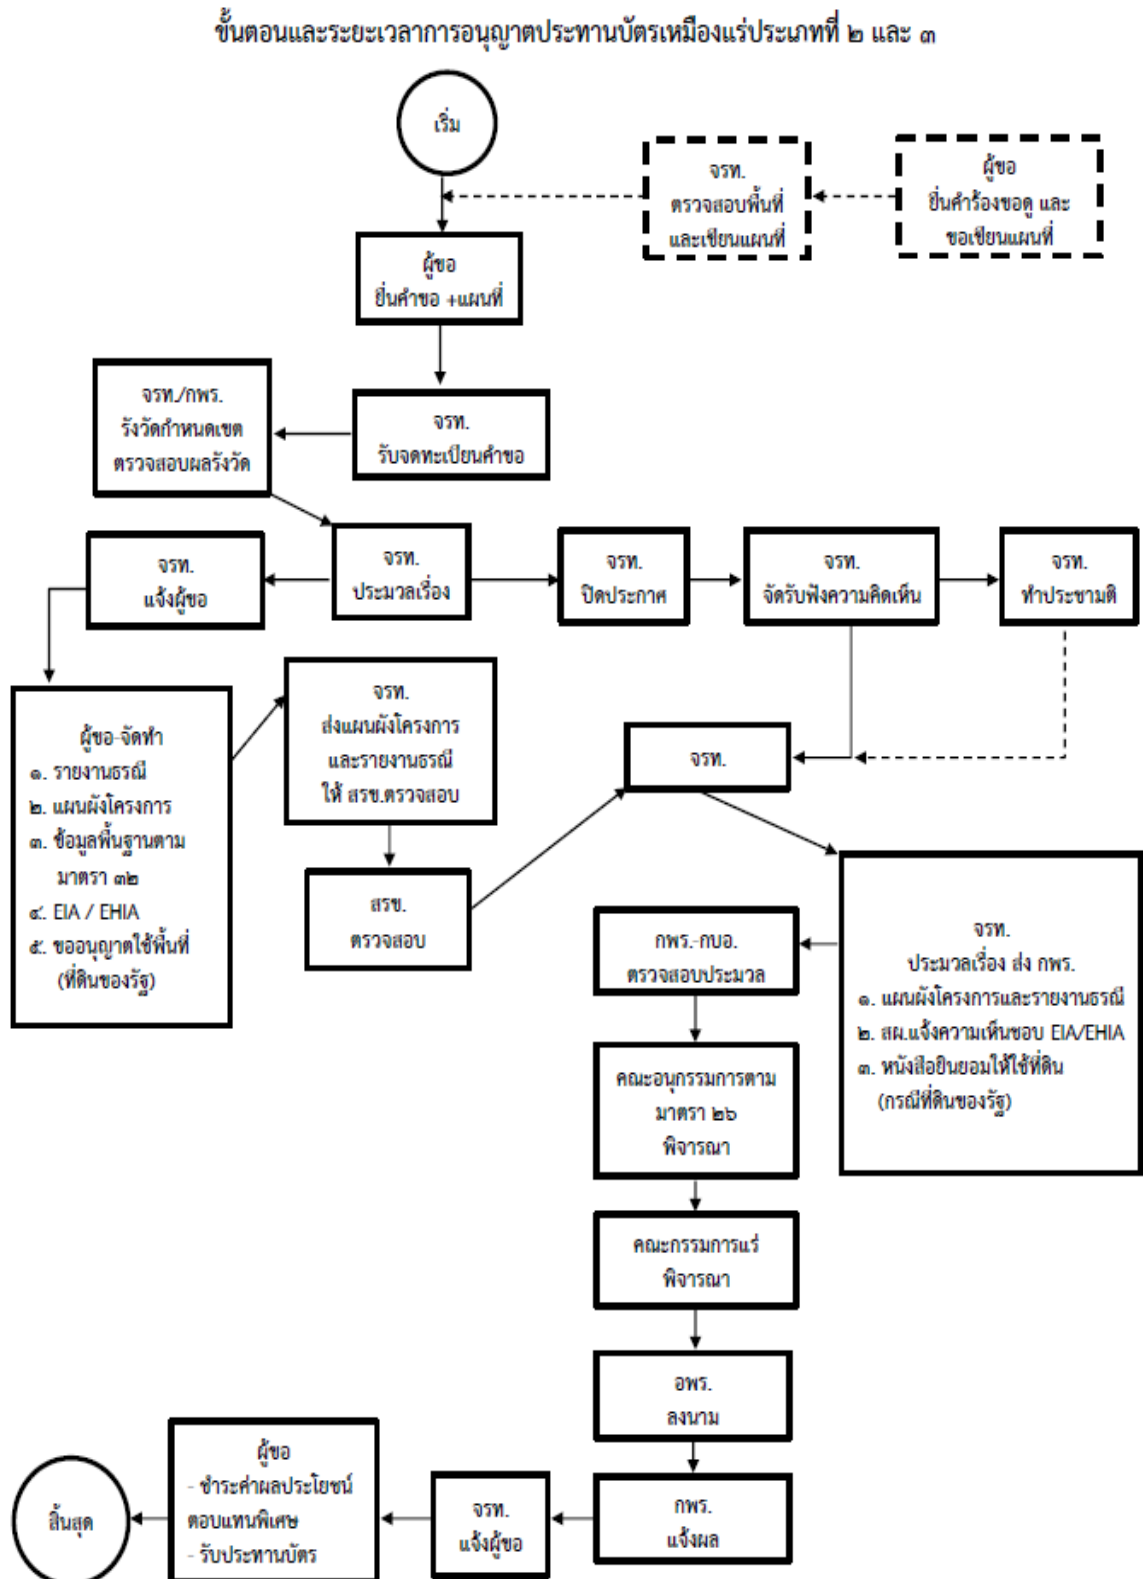 ขั้นตอนและระยะเวลาการอนุญาตประทานบัตรเหมืองแร่ประเภทที่ ๒ และ ๓
เริ่ม
จรท.
ตรวจสอบพื้นที่
และเขียนแผนที่
ผู้ขอ
ยื่นคำร้องขอดู และ
ขอเขียนแผนที่
ผู้ขอ
ยื่นคำขอ +แผนที่
จรท./กพร.
รังวัดกำหนดเขต
ตรวจสอบผลรังวัด
จรท.
รับจดทะเบียนคำขอ
จรท.
แจ้งผู้ขอ
จรท.
ประมวลเรื่อง
จรท.
ปิดประกาศ
จรท.
จัดรับฟังความคิดเห็น
จรท.
ทำประชามติ
ผู้ขอ-จัดทำ
๑. รายงานธรณี
๒. แผนผังโครงการ
๓. ข้อมูลพื้นฐานตาม
มาตรา ๓๒
๔. EIA / EHIA
๕. ขออนุญาตใช้พื้นที่
(ที่ดินของรัฐ)
จรท.
ส่งแผนผังโครงการ
และรายงานธรณี
ให้ สรข.ตรวจสอบ
จรท.
สรข.
ตรวจสอบ
กพร.-กบอ.
ตรวจสอบประมวล
จรท.
ประมวลเรื่อง ส่ง กพร.
๑. แผนผังโครงการและรายงานธรณี
๒. สผ.แจ้งความเห็นชอบ EIA/EHIA
๓. หนังสือยินยอมให้ใช้ที่ดิน
(กรณีที่ดินของรัฐ)
คณะอนุกรรมการตาม
มาตรา ๒๖
พิจารณา
คณะกรรมการแร่
พิจารณา
อพร.
ลงนาม
กพร.
แจ้งผล
จรท.
แจ้งผู้ขอ
ผู้ขอ
- ชำระค่าผลประโยชน์
ตอบแทนพิเศษ
- รับประทานบัตร
สิ้นสุด